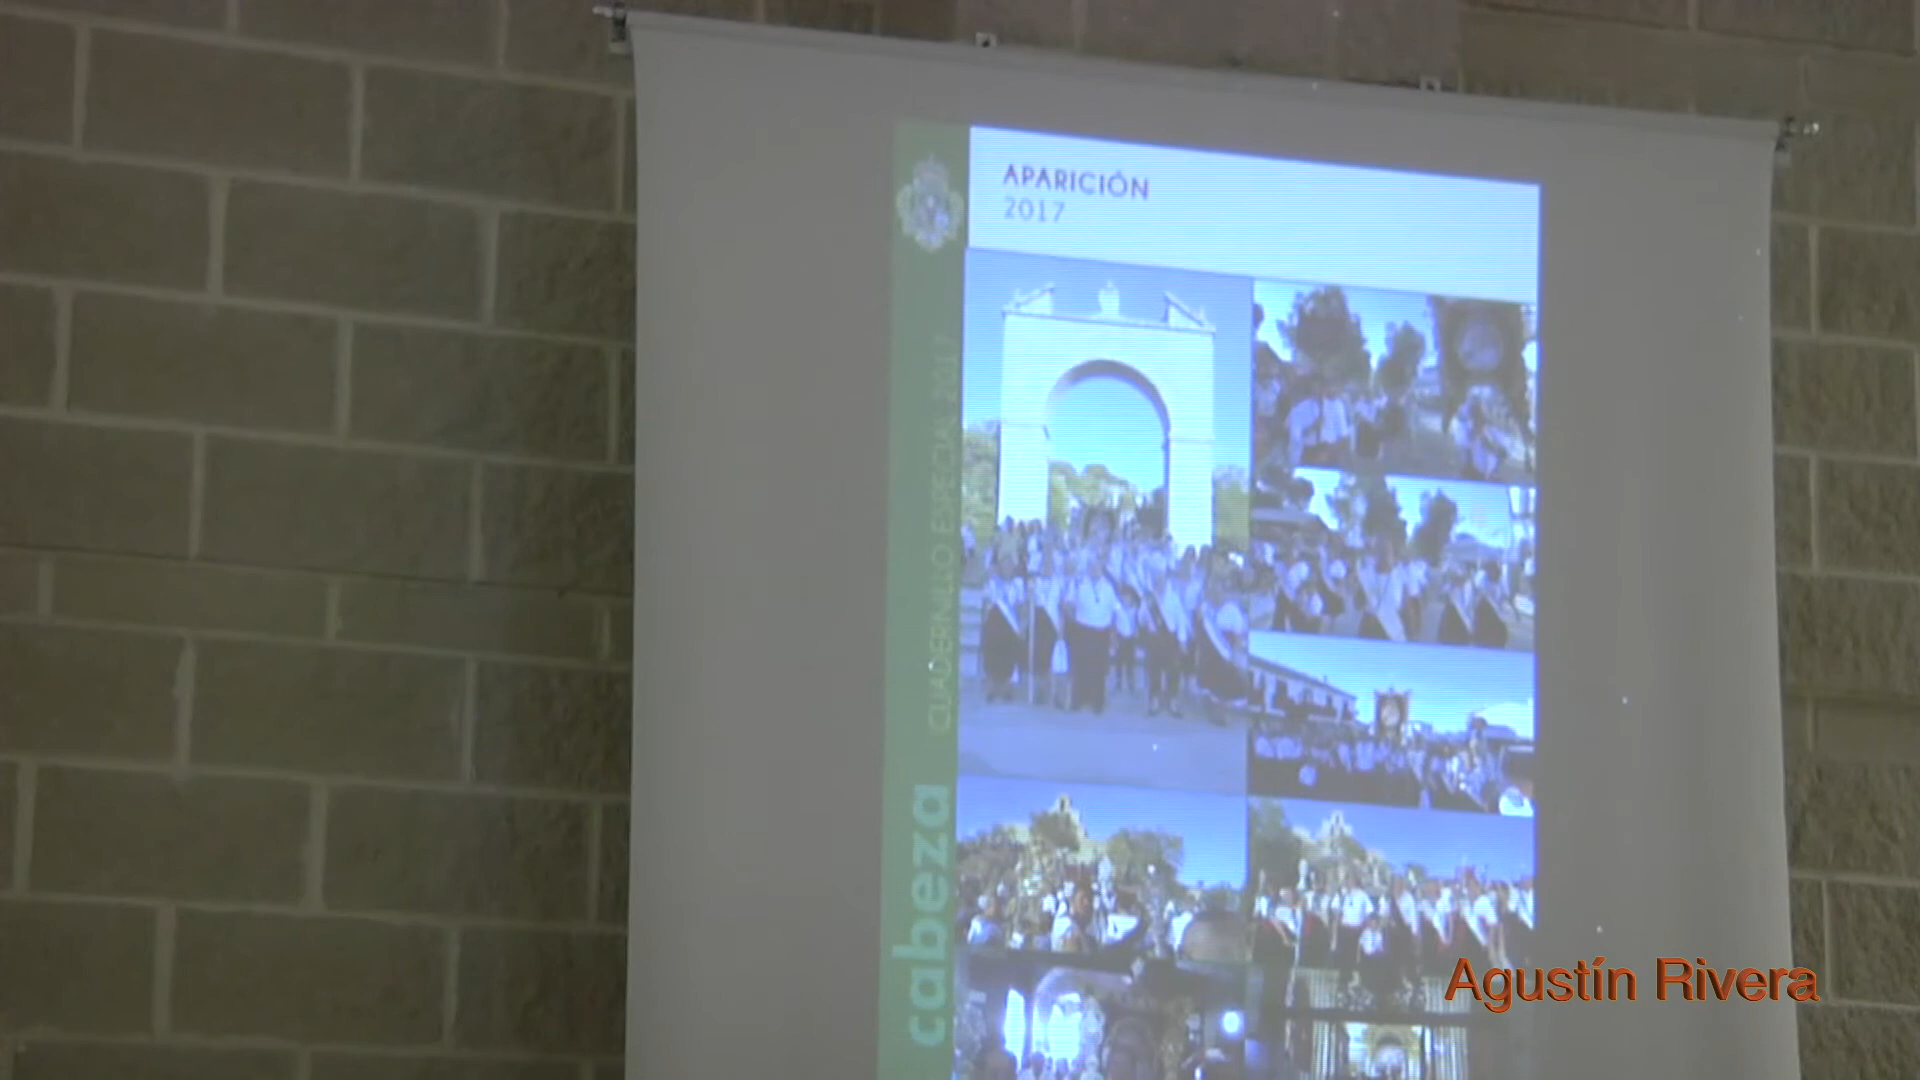 APARICIÓN
2017
CUADERNILLO ESPECIAL 2017
cabeza
Agustín Rivera